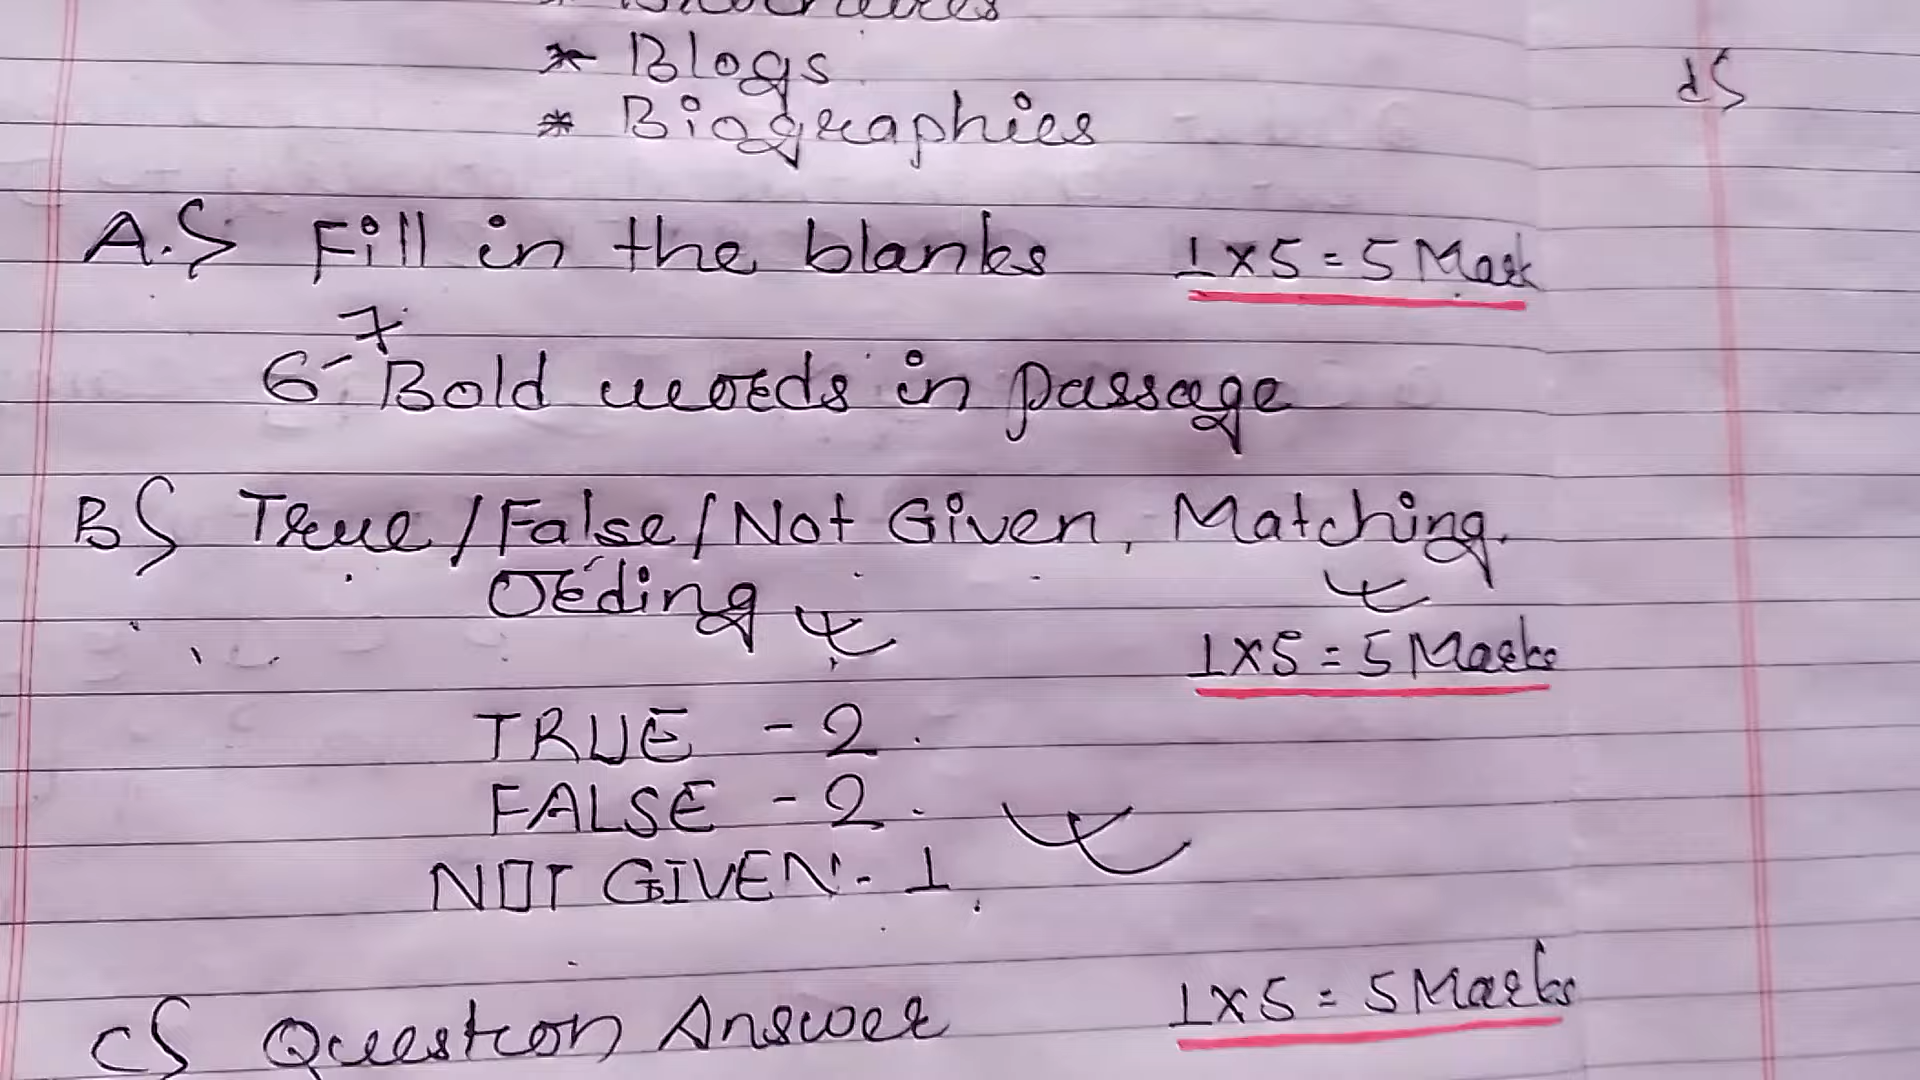 * Blogs
* Biographies
A.> Fill in the blanks 1x5 = 5 Mark
6-7 Bold words in passage
B> True/False/Not Given, Matching.
Ording
1x5 = 5 Marks
TRUE - 2.
FALSE - 2.
NOT GIVEN - 1.
C> Question Answer 1x5 = 5 Marks